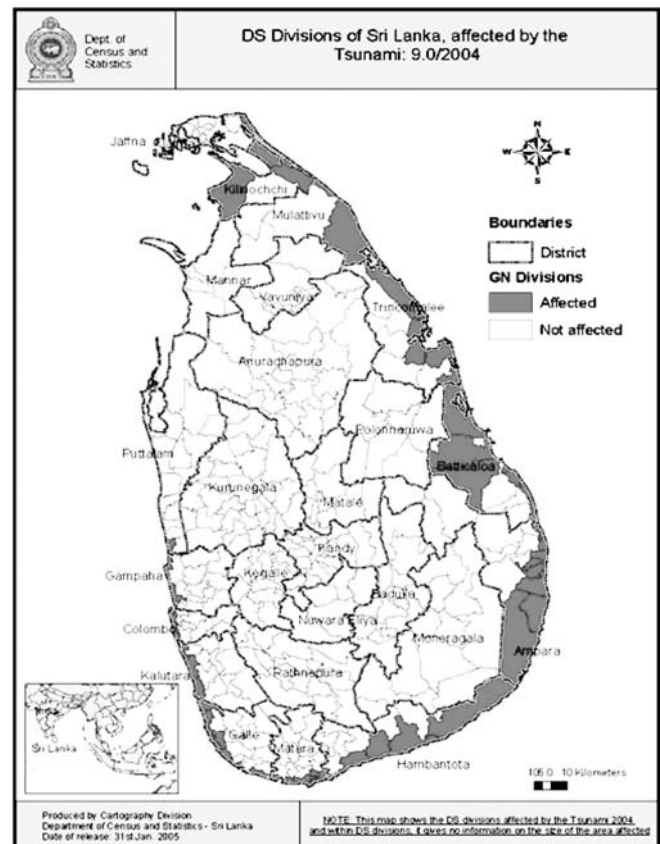 Dept. of
Census and
Statistics
DS Divisions of Sri Lanka, affected by the
Tsunami: 9.0/2004
N
W E
S
Jaffna
Kilinochchi
Mulattivu
Boundaries
District
GN Divisions
Affected
Not affected
Mannar
Vavuniya
Trincomalee
Anuradhapura
Polonnaruwa
Puttalam
Batticaloa
Kurunegala
Matale
Kandy
Gampaha
Kegalle
Badulla
Nuwara Eliya
Colombo
Moneragala
Ampara
Kalutara
Rathnapura
Galle
Matara
Hambantota
Sri Lanka
10 5 0 10 Kilometers
Produced by Cartography Division
Department of Census and Statistics - Sri Lanka
Date of release: 31st Jan. 2005
NOTE: This map shows the DS divisions affected by the Tsunami 2004
and within DS divisions, it gives no information on the size of the area affected